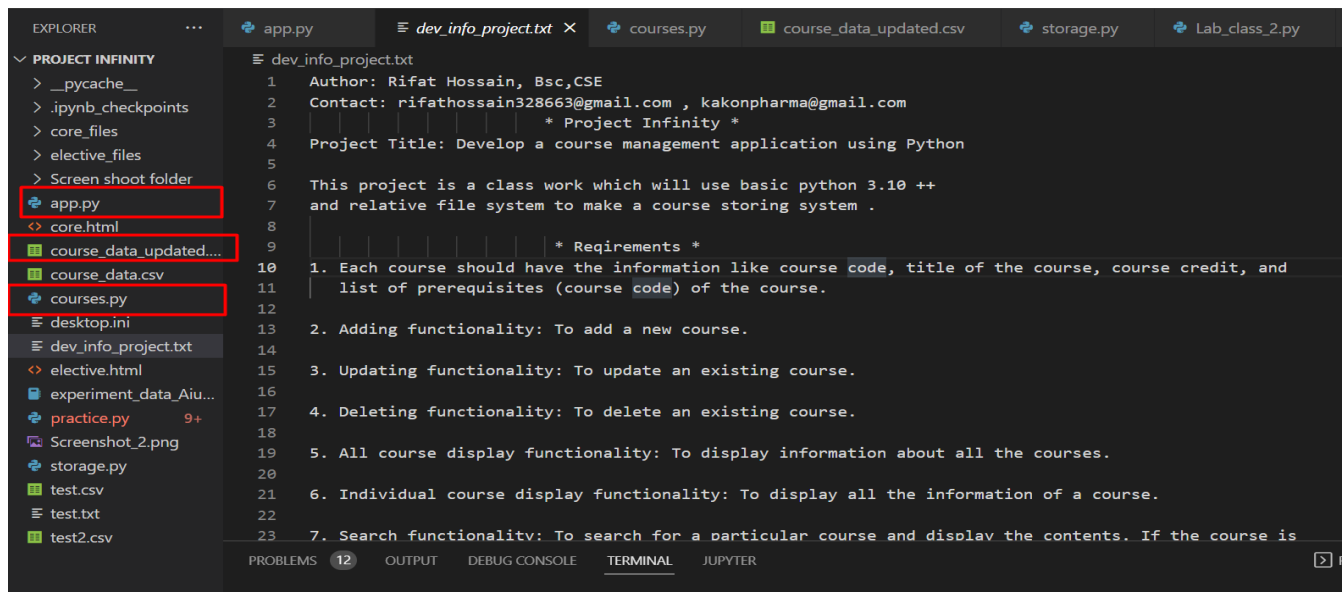 EXPLORER ...
app.py
dev_info_project.txt
courses.py
course_data_updated.csv
storage.py
Lab_class_2.py
PROJECT INFINITY
__pycache__
.ipynb_checkpoints
core_files
elective_files
Screen shoot folder
app.py
core.html
course_data_updated....
course_data.csv
courses.py
desktop.ini
dev_info_project.txt
elective.html
experiment_data_Aiu...
practice.py 9+
Screenshot_2.png
storage.py
test.csv
test.txt
test2.csv
dev_info_project.txt
1 Author: Rifat Hossain, Bsc,CSE
2 Contact: rifathossain328663@gmail.com , kakonpharma@gmail.com
3 * Project Infinity *
4 Project Title: Develop a course management application using Python
5
6 This project is a class work which will use basic python 3.10 ++
7 and relative file system to make a course storing system .
8
9 * Reqirements *
10 1. Each course should have the information like course code, title of the course, course credit, and
11 list of prerequisites (course code) of the course.
12
13 2. Adding functionality: To add a new course.
14
15 3. Updating functionality: To update an existing course.
16
17 4. Deleting functionality: To delete an existing course.
18
19 5. All course display functionality: To display information about all the courses.
20
21 6. Individual course display functionality: To display all the information of a course.
22
23 7. Search functionality: To search for a particular course and display the contents. If the course is
PROBLEMS 12 OUTPUT DEBUG CONSOLE TERMINAL JUPYTER